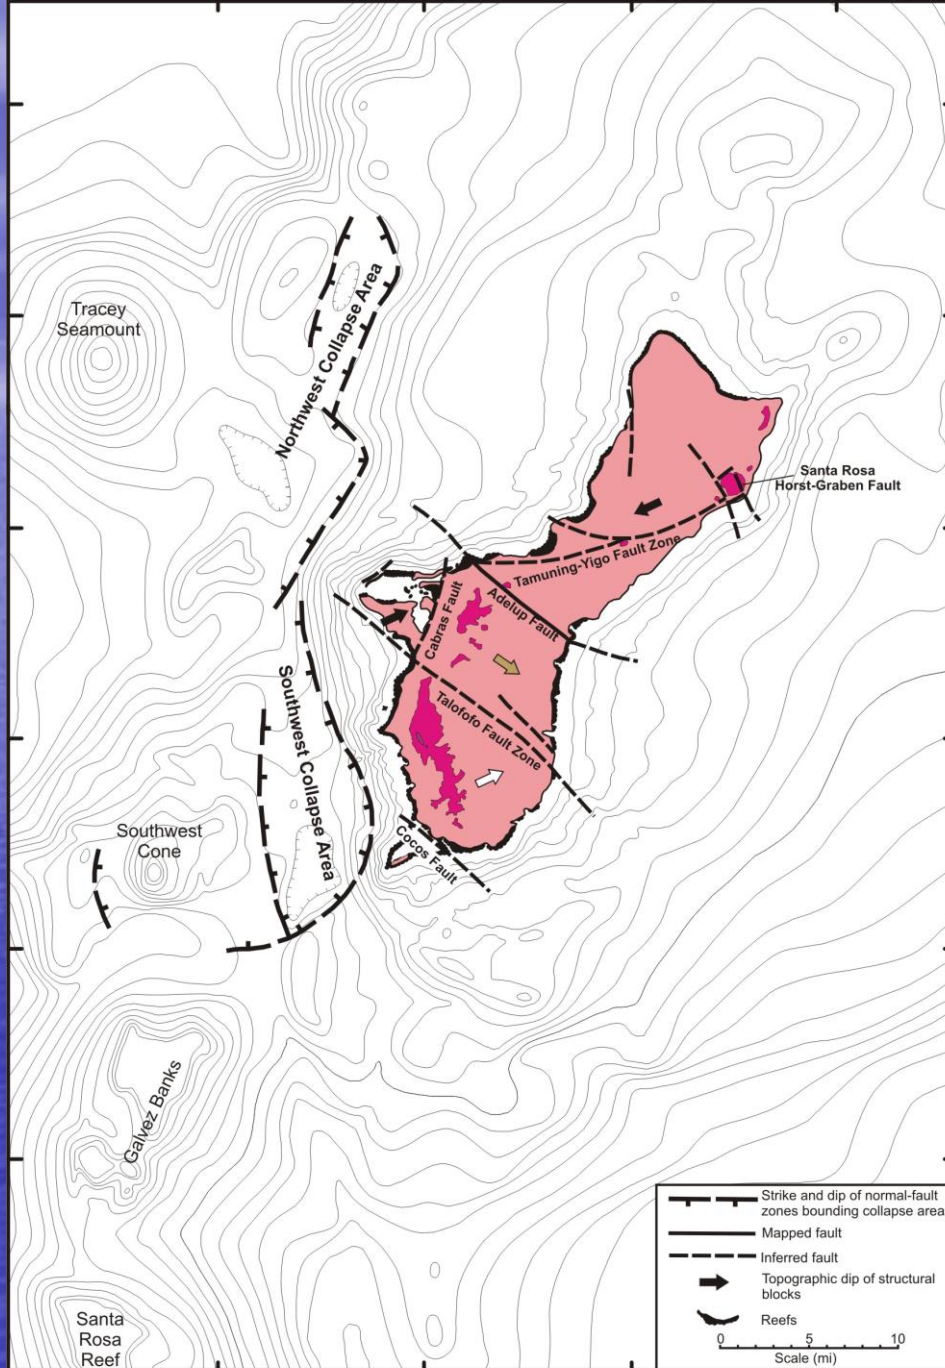 Tracey
Seamount
Northwest Collapse Area
Santa Rosa
Horst-Graben Fault
Tamuning-Yigo Fault Zone
Adelup Fault
Cabras Fault
Southwest Collapse Area
Talofofo Fault Zone
Southwest
Cone
Cocos Fault
Galvez Banks
Santa
Rosa
Reef
Strike and dip of normal-fault
zones bounding collapse area
Mapped fault
Inferred fault
Topographic dip of structural
blocks
Reefs
0 5 10
Scale (mi)